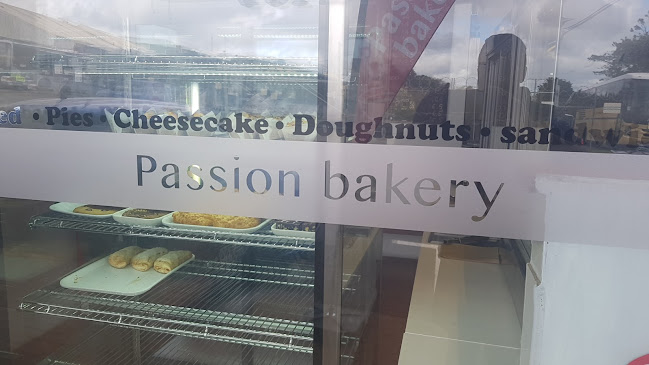 • Pies • Cheesecake • Doughnuts •
Passion bakery